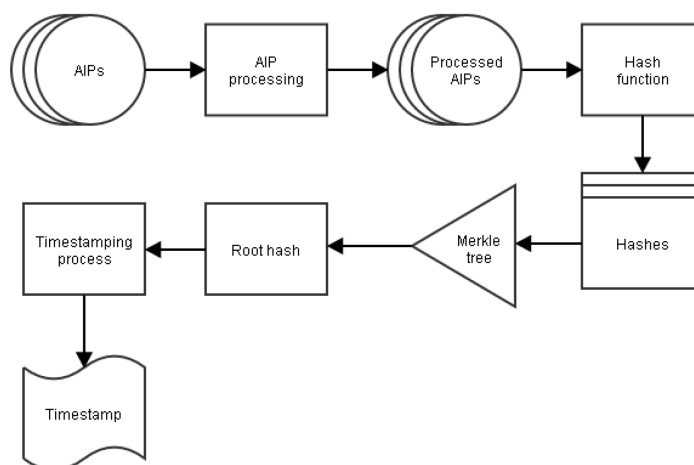 AIPs
AIP
processing
Processed
AIPs
Hash
function
Timestamping
process
Root hash
Merkle
tree
Hashes
Timestamp